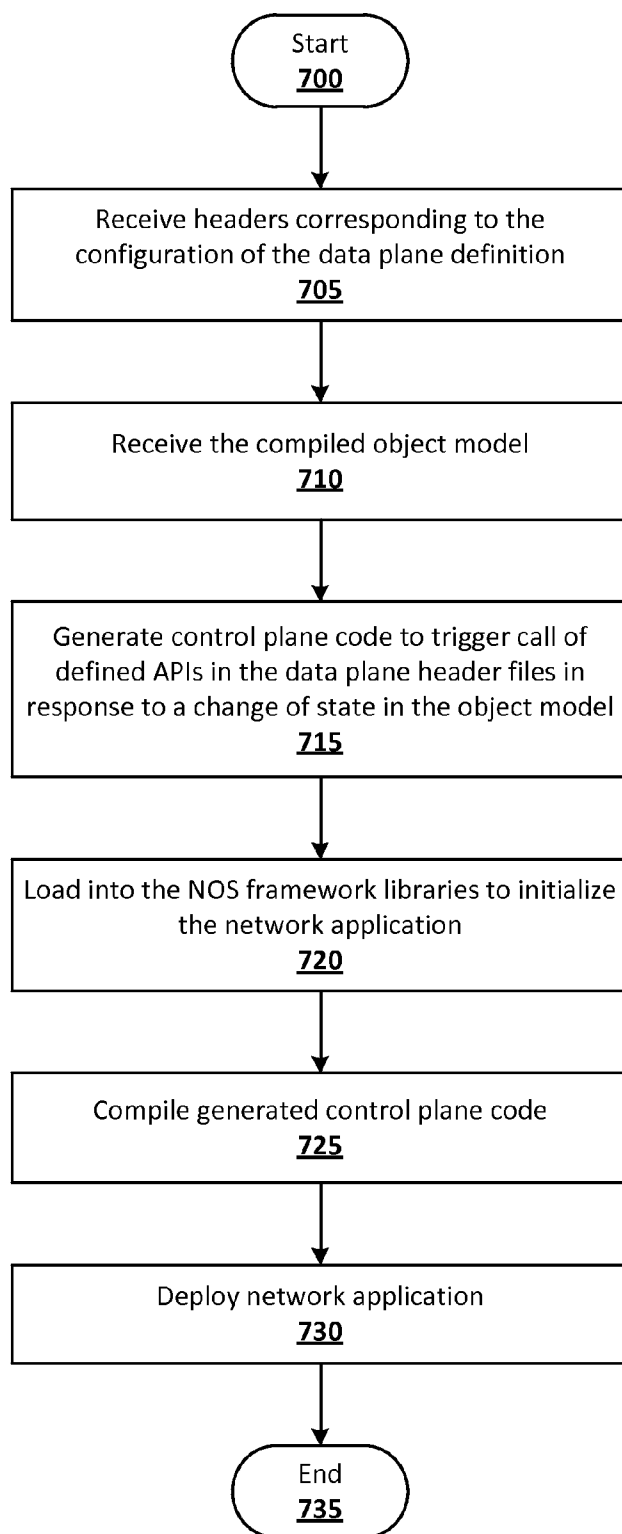 Start
700
Receive headers corresponding to the
configuration of the data plane definition
705
Receive the compiled object model
710
Generate control plane code to trigger call of
defined APIs in the data plane header files in
response to a change of state in the object model
715
Load into the NOS framework libraries to initialize
the network application
720
Compile generated control plane code
725
Deploy network application
730
End
735